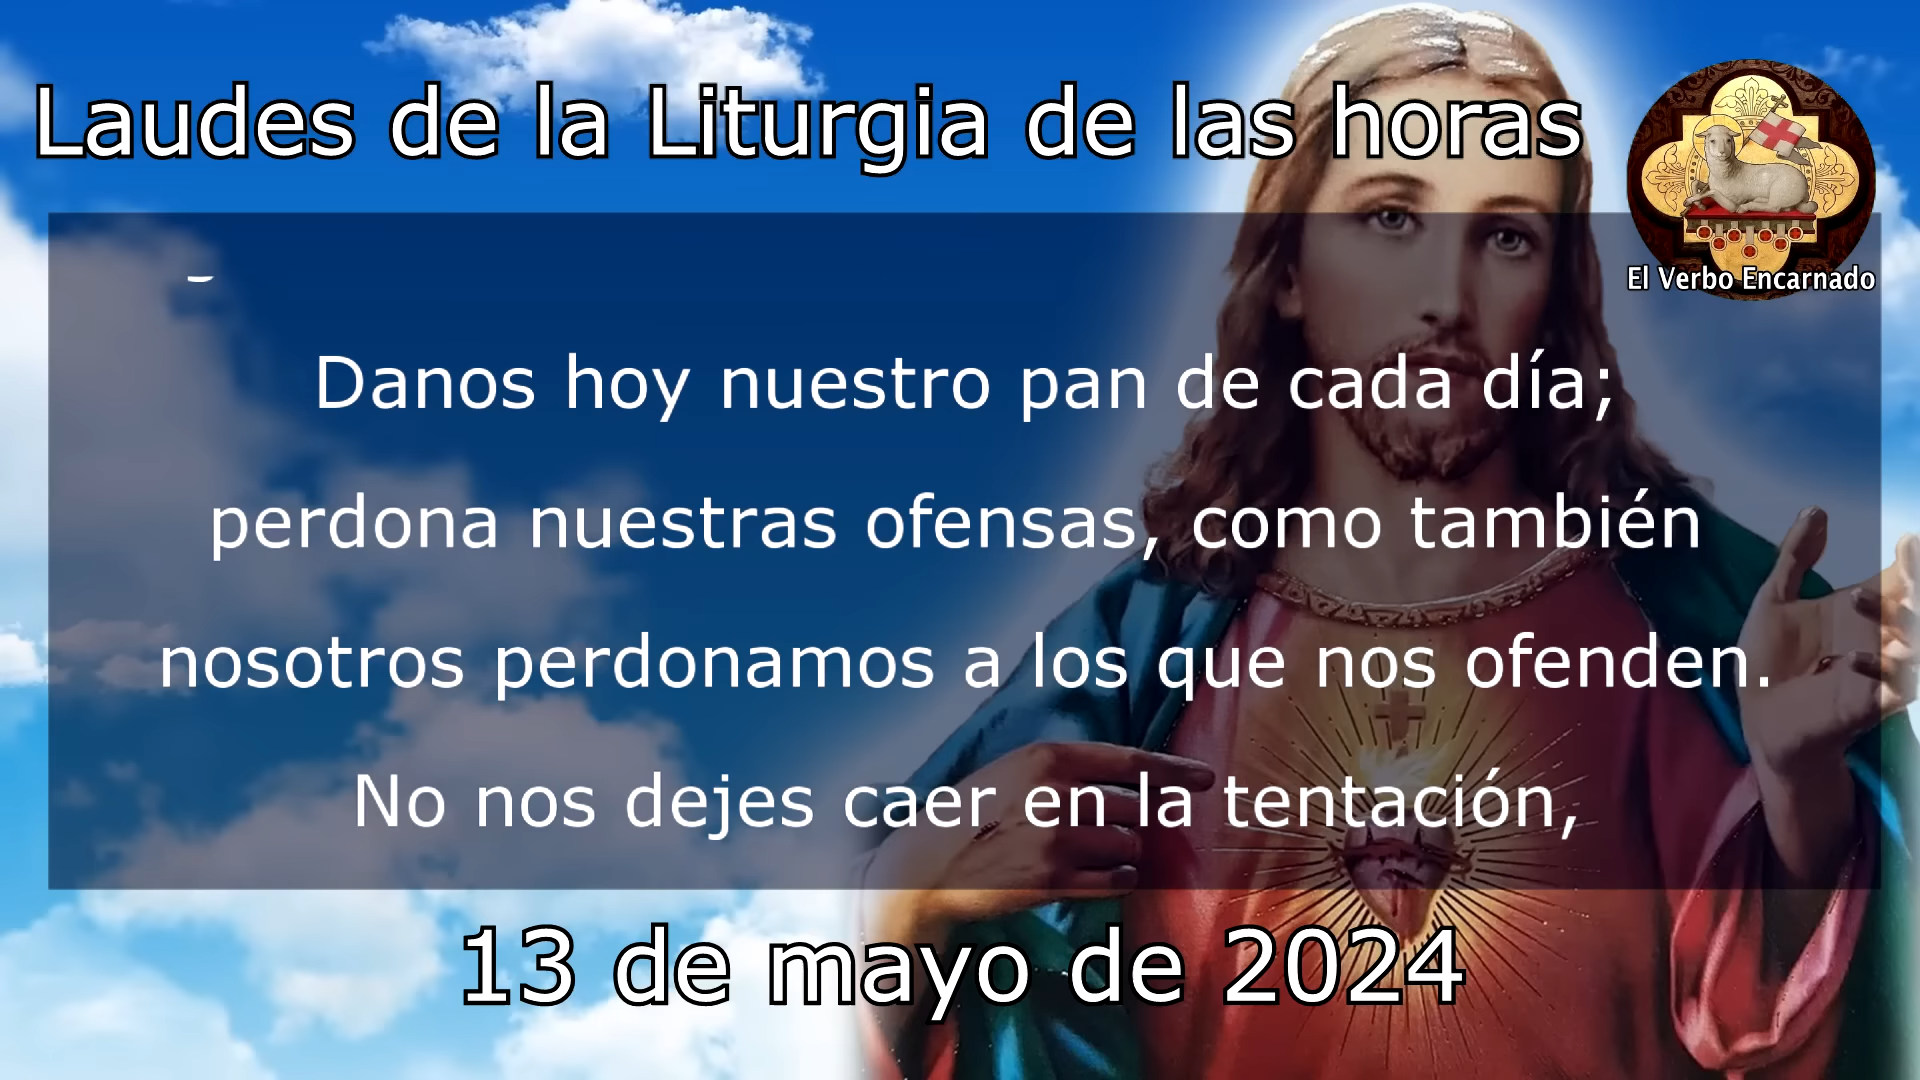 Laudes de la Liturgia de las horas
El Verbo Encarnado
Danos hoy nuestro pan de cada día;
perdona nuestras ofensas, como también
nosotros perdonamos a los que nos ofenden.
No nos dejes caer en la tentación,
13 de mayo de 2024